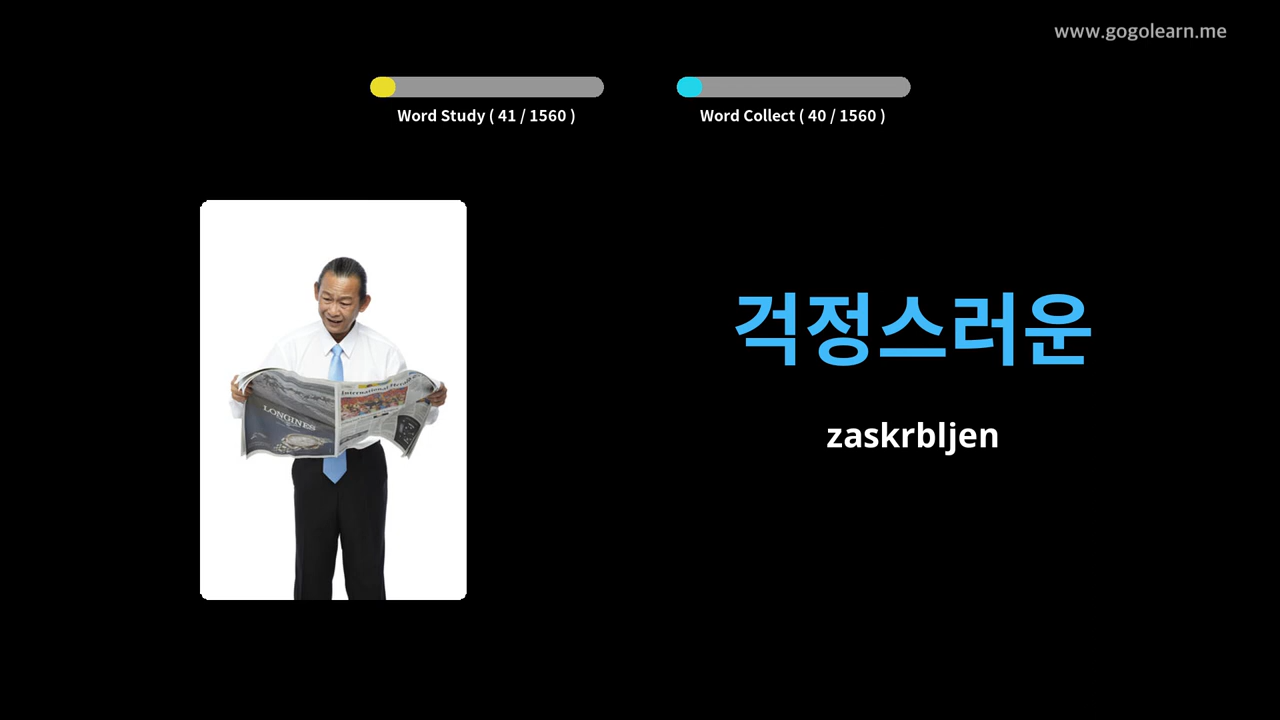 www.gogolearn.me
Word Study ( 41 / 1560 )
Word Collect ( 40 / 1560 )
걱정스러운
zaskrbljen
LONGINES
International Herald